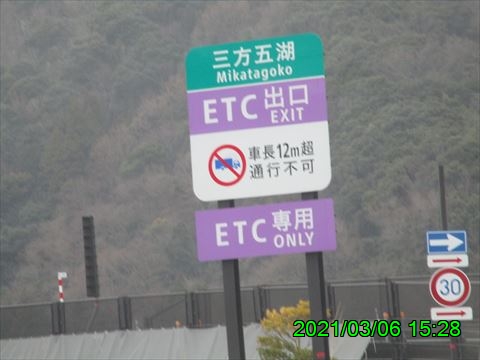 三方五湖
Mikatagoko
ETC 出口
EXIT
車長12m超
通行不可
ETC 専用
ONLY
30
2021/03/06 15:28